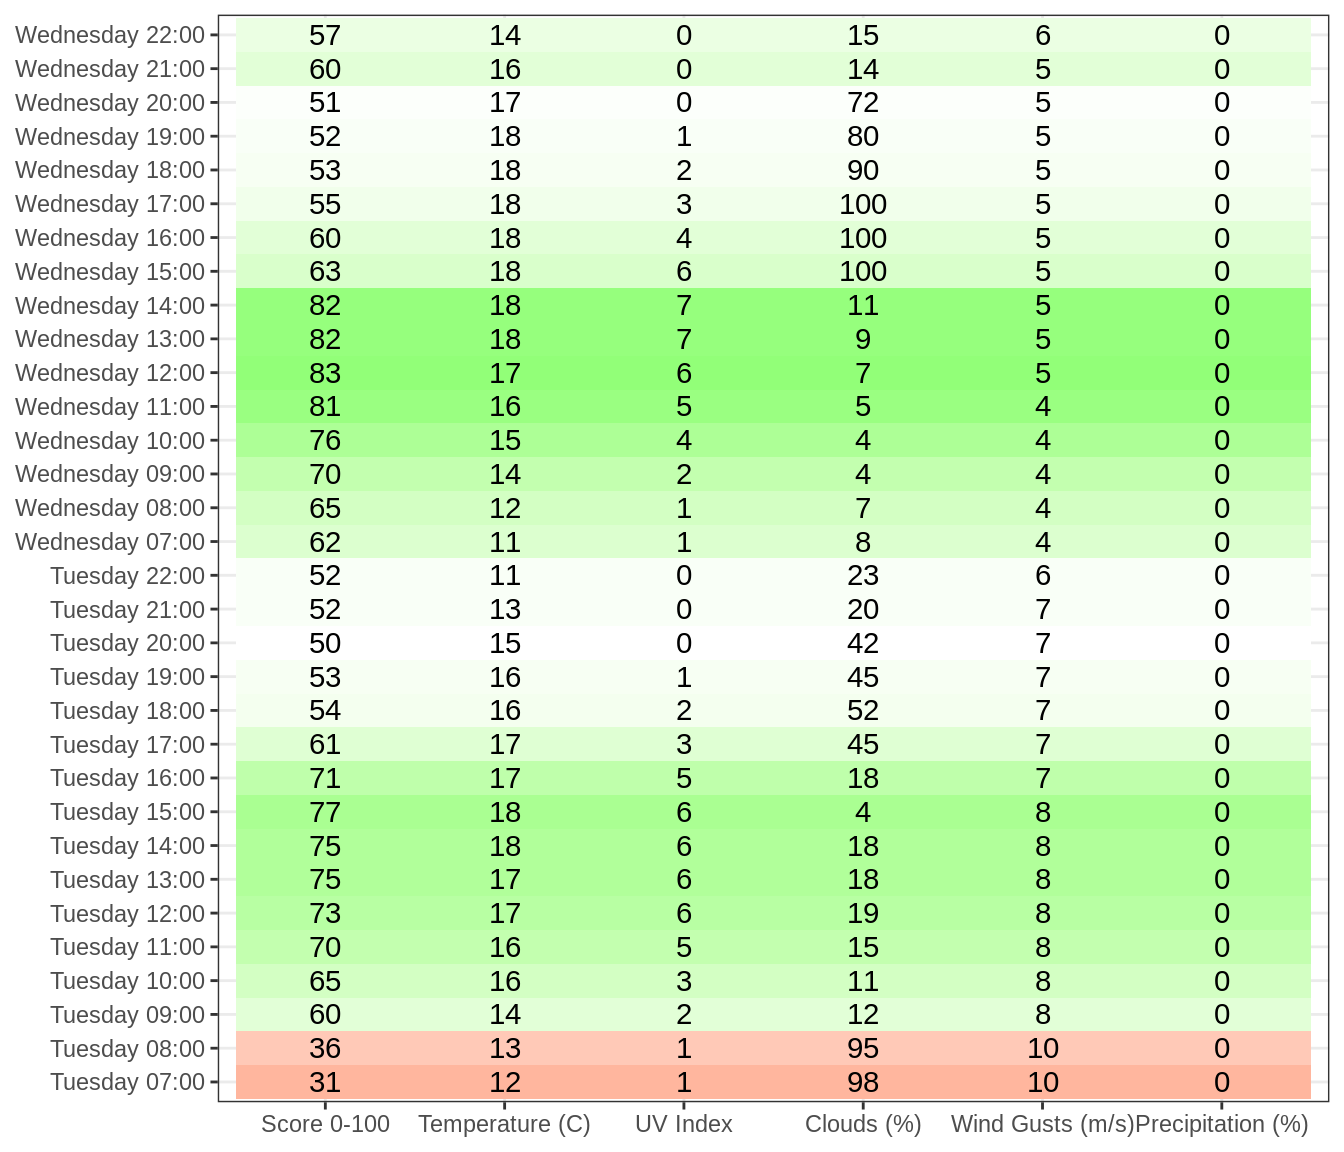 Wednesday 22:00 57 14 0 15 6 0
Wednesday 21:00 60 16 0 14 5 0
Wednesday 20:00 51 17 0 72 5 0
Wednesday 19:00 52 18 1 80 5 0
Wednesday 18:00 53 18 2 90 5 0
Wednesday 17:00 55 18 3 100 5 0
Wednesday 16:00 60 18 4 100 5 0
Wednesday 15:00 63 18 6 100 5 0
Wednesday 14:00 82 18 7 11 5 0
Wednesday 13:00 82 18 7 9 5 0
Wednesday 12:00 83 17 6 7 5 0
Wednesday 11:00 81 16 5 5 4 0
Wednesday 10:00 76 15 4 4 4 0
Wednesday 09:00 70 14 2 4 4 0
Wednesday 08:00 65 12 1 7 4 0
Wednesday 07:00 62 11 1 8 4 0
Tuesday 22:00 52 11 0 23 6 0
Tuesday 21:00 52 13 0 20 7 0
Tuesday 20:00 50 15 0 42 7 0
Tuesday 19:00 53 16 1 45 7 0
Tuesday 18:00 54 16 2 52 7 0
Tuesday 17:00 61 17 3 45 7 0
Tuesday 16:00 71 17 5 18 7 0
Tuesday 15:00 77 18 6 4 8 0
Tuesday 14:00 75 18 6 18 8 0
Tuesday 13:00 75 17 6 18 8 0
Tuesday 12:00 73 17 6 19 8 0
Tuesday 11:00 70 16 5 15 8 0
Tuesday 10:00 65 16 3 11 8 0
Tuesday 09:00 60 14 2 12 8 0
Tuesday 08:00 36 13 1 95 10 0
Tuesday 07:00 31 12 1 98 10 0
Score 0-100 Temperature (C) UV Index Clouds (%) Wind Gusts (m/s) Precipitation (%)